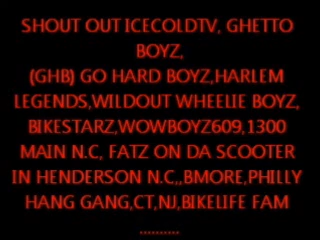 SHOUT OUT ICECOLDTV, GHETTO
BOYZ,
(GHB) GO HARD BOYZ,HARLEM
LEGENDS,WILDOUT WHEELIE BOYZ,
BIKESTARZ,WOWBOYZ609,1300
MAIN N.C, FATZ ON DA SCOOTER
IN HENDERSON N.C,,BMORE,PHILLY
HANG GANG,CT,NJ,BIKELIFE FAM
..........